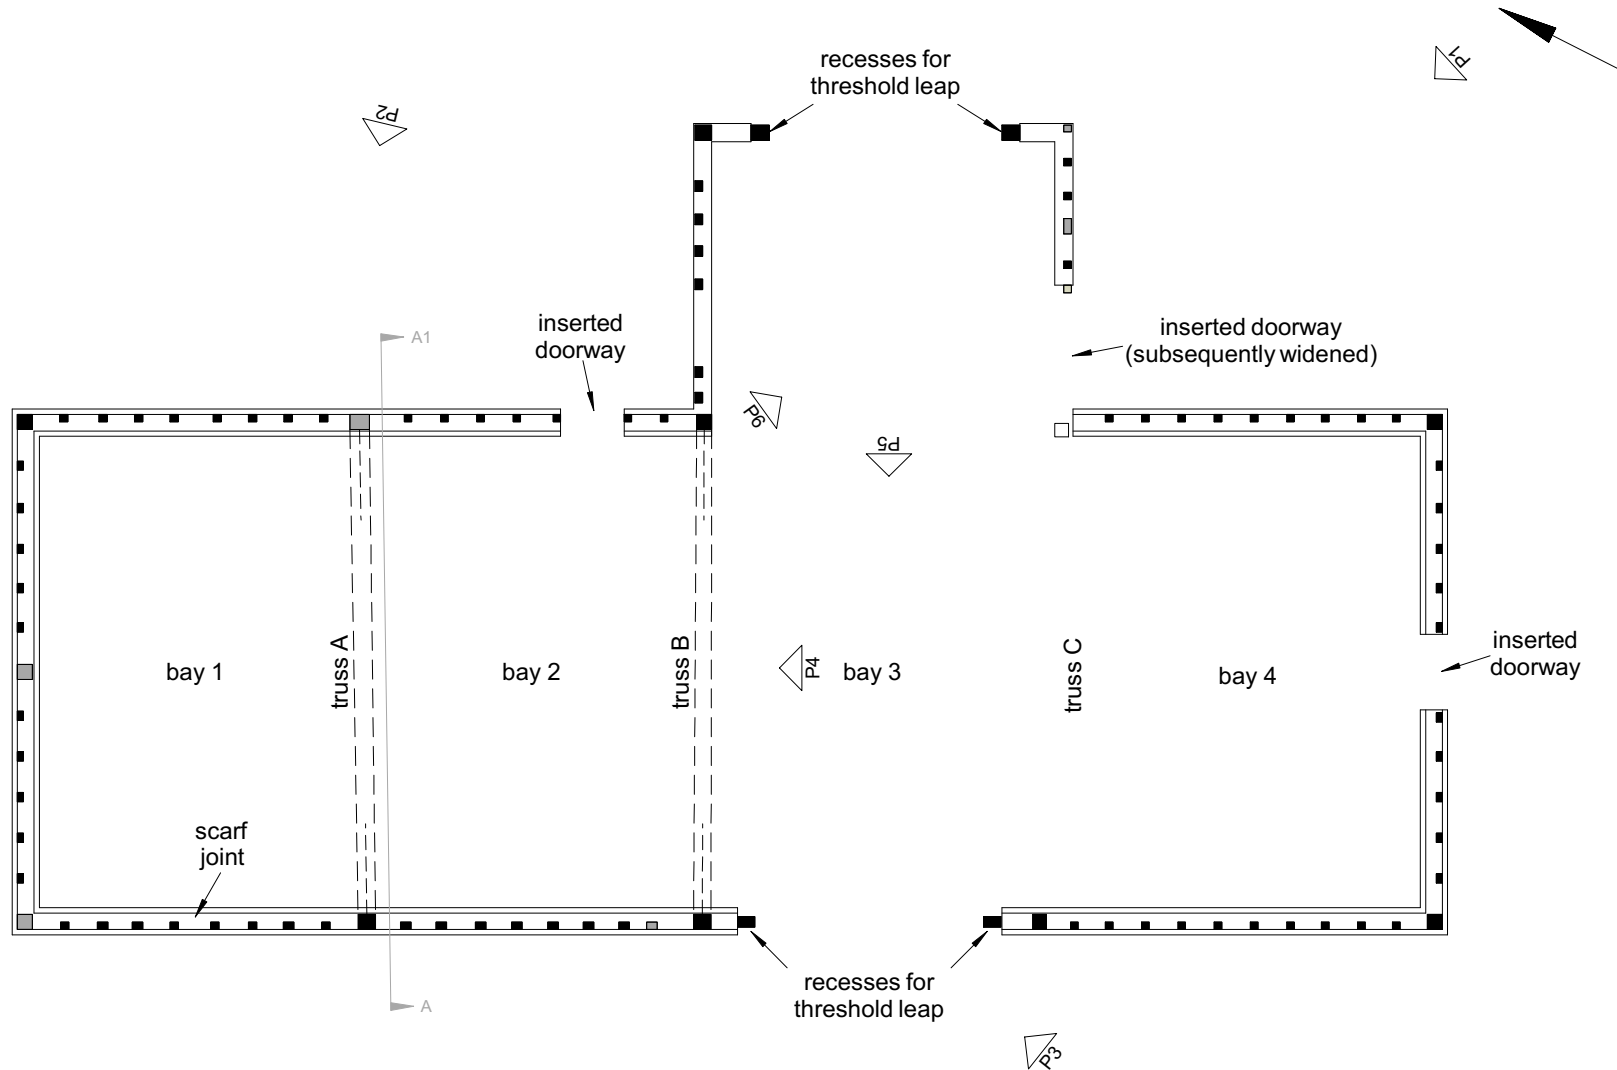 recesses for
threshold leap
P1
P2
inserted
doorway
A1
inserted doorway
(subsequently widened)
P6
P5
bay 1
truss A
bay 2
truss B
P4
bay 3
truss C
bay 4
inserted
doorway
scarf
joint
recesses for
threshold leap
A
P3